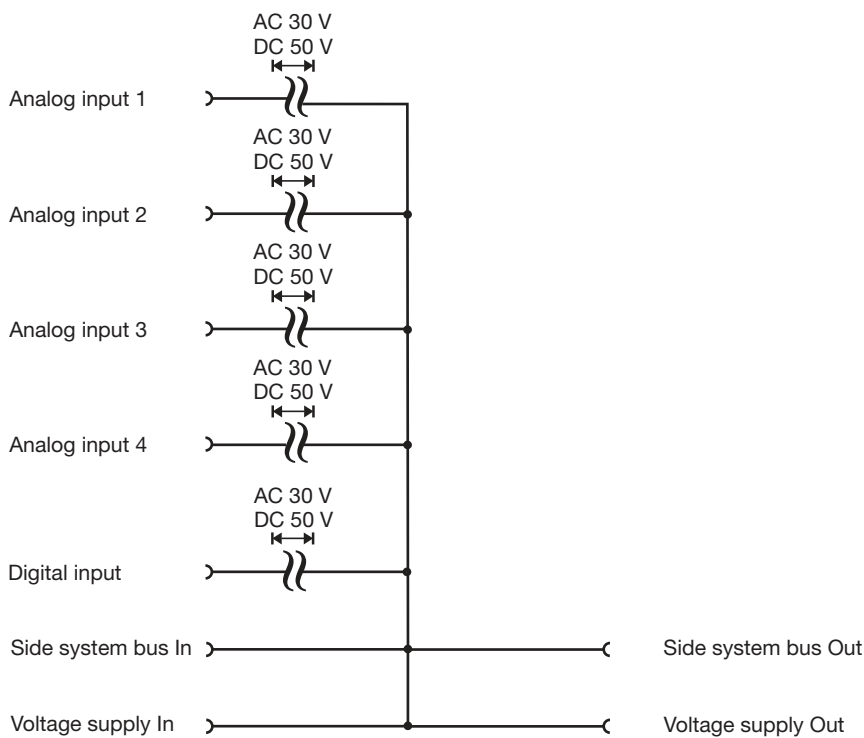 AC 30 V
DC 50 V
Analog input 1
AC 30 V
DC 50 V
Analog input 2
AC 30 V
DC 50 V
Analog input 3
AC 30 V
DC 50 V
Analog input 4
AC 30 V
DC 50 V
Digital input
Side system bus In
Side system bus Out
Voltage supply In
Voltage supply Out